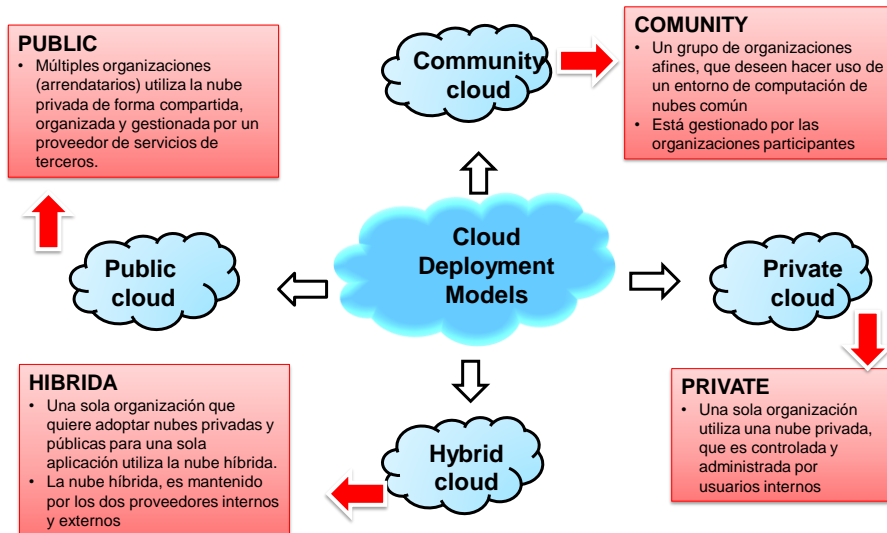 PUBLIC
• Múltiples organizaciones
(arrendatarios) utiliza la nube
privada de forma compartida,
organizada y gestionada por un
proveedor de servicios de
terceros.
Community
cloud
COMUNITY
• Un grupo de organizaciones
afines, que deseen hacer uso de
un entorno de computación de
nubes común
• Está gestionado por las
organizaciones participantes
Public
cloud
Cloud
Deployment
Models
Private
cloud
HIBRIDA
• Una sola organización que
quiere adoptar nubes privadas y
públicas para una sola
aplicación utiliza la nube híbrida.
• La nube híbrida, es mantenido
por los dos proveedores internos
y externos
Hybrid
cloud
PRIVATE
• Una sola organización
utiliza una nube privada,
que es controlada y
administrada por
usuarios internos